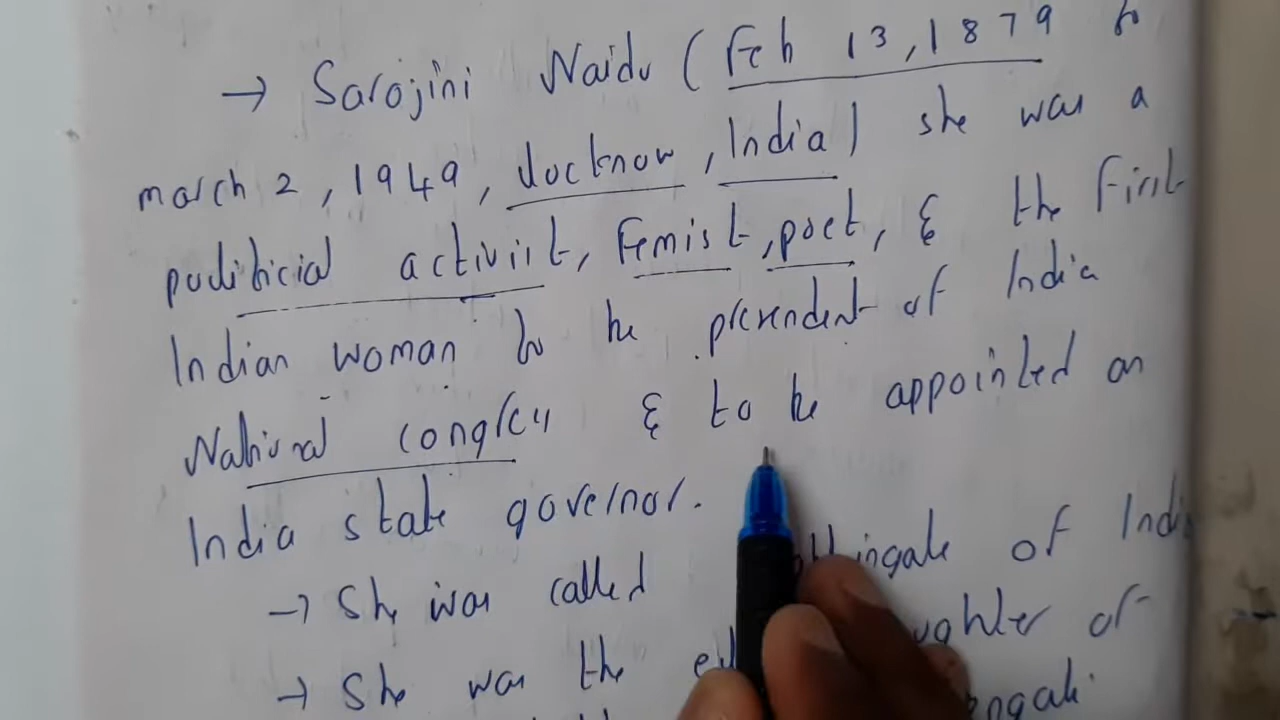 → Sarojini Naidu (Feb 13, 1879 to
march 2, 1949, Lucknow, India) she was a
political activist, Femist, poet, & the First
Indian woman to be president of India
National congress & to be appointed an
India state governor.
→ She was called of India
→ She was the daughter of